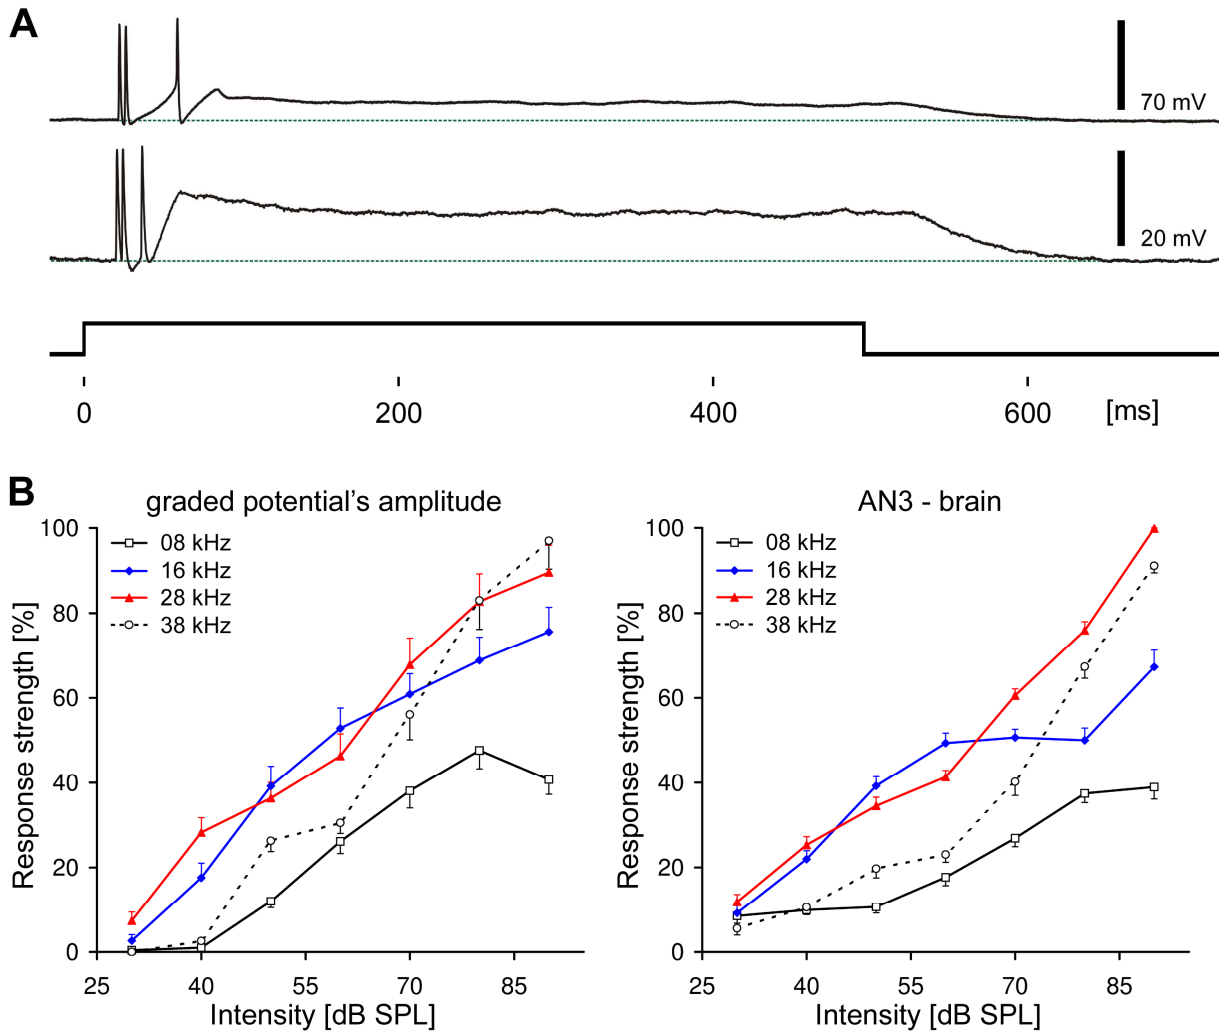 A
70 mV
20 mV
0 200 400 600 [ms]
B
graded potential's amplitude
100
80
60
40
20
0
Response strength [%]
08 kHz
16 kHz
28 kHz
38 kHz
25 40 55 70 85
Intensity [dB SPL]
AN3 - brain
100
80
60
40
20
0
Response strength [%]
08 kHz
16 kHz
28 kHz
38 kHz
25 40 55 70 85
Intensity [dB SPL]